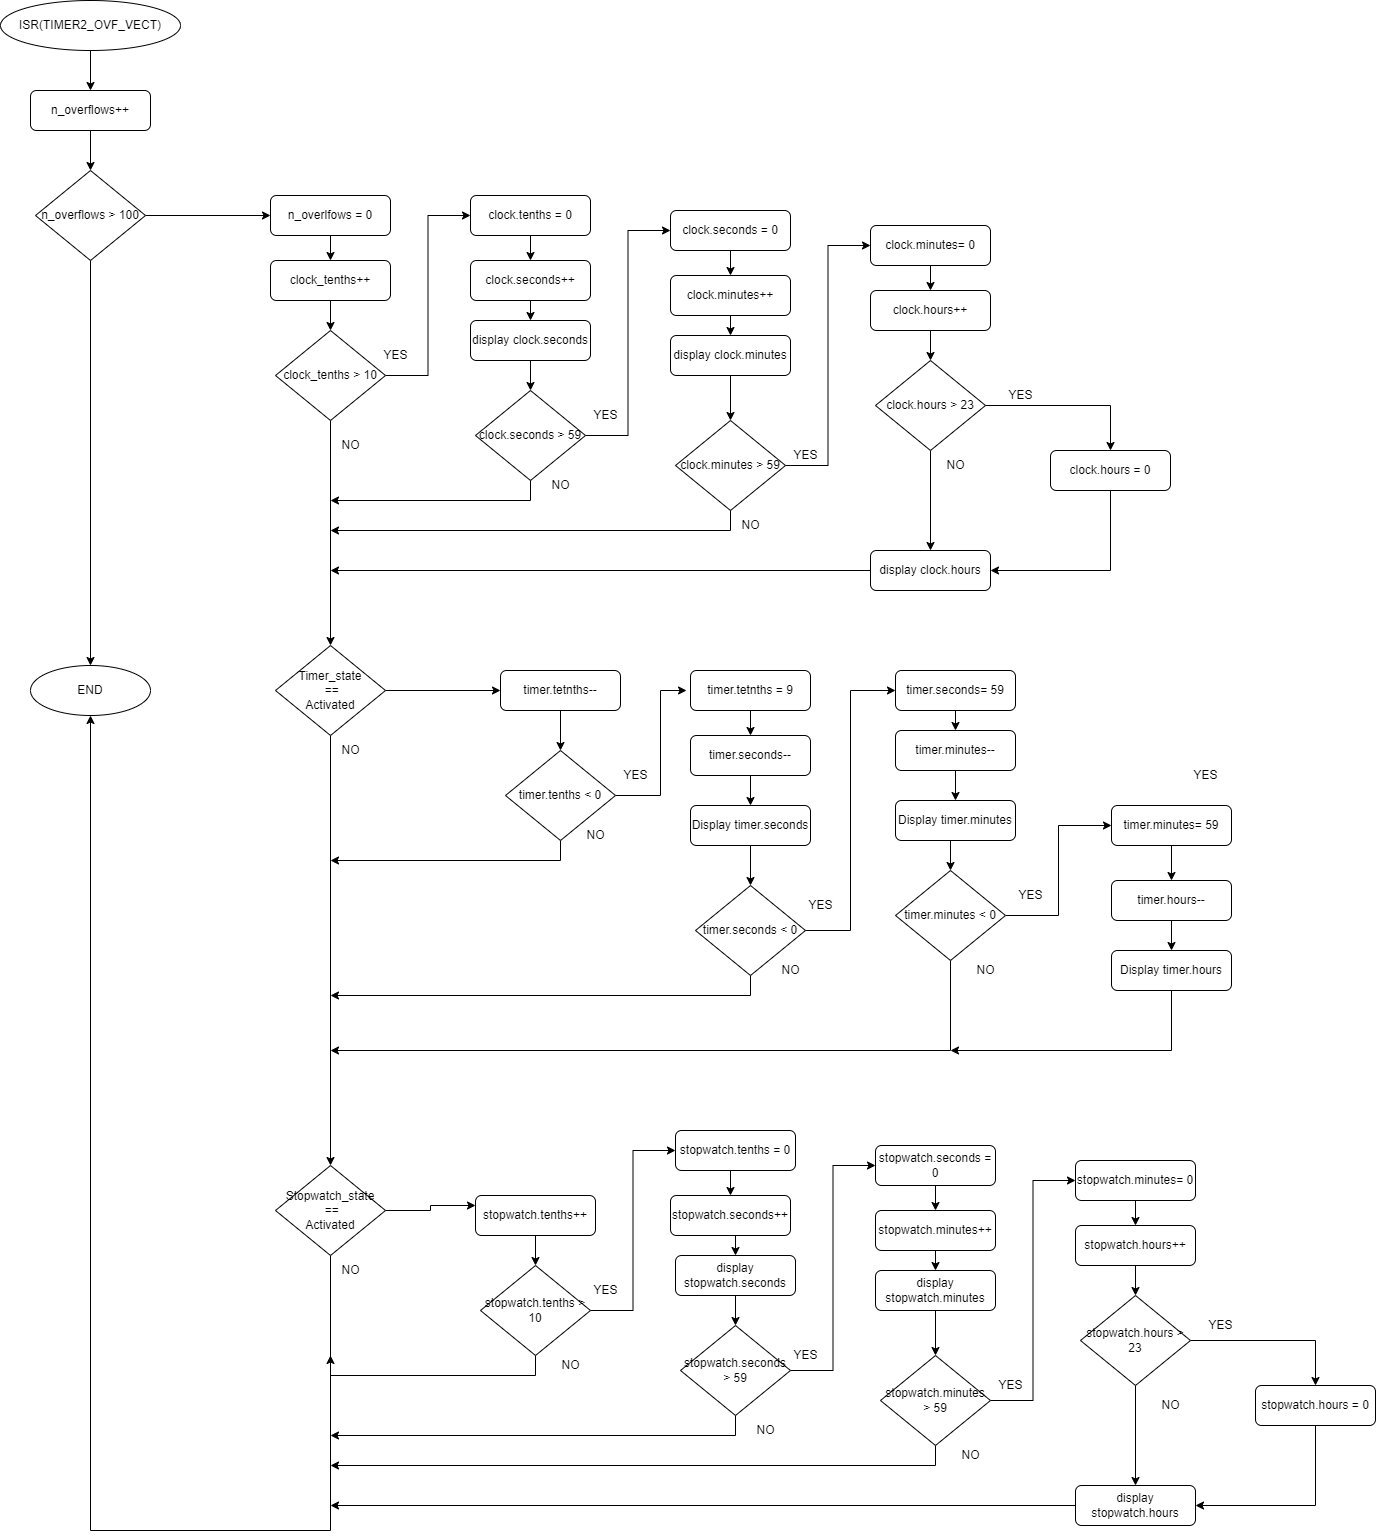 ISR(TIMER2_OVF_VECT)
n_overflows++
n_overflows > 100
n_overlfows = 0
clock_tenths++
clock_tenths > 10
YES
NO
clock.tenths = 0
clock.seconds++
display clock.seconds
clock.seconds > 59
YES
NO
clock.seconds = 0
clock.minutes++
display clock.minutes
clock.minutes > 59
YES
NO
clock.minutes= 0
clock.hours++
clock.hours > 23
YES
NO
clock.hours = 0
display clock.hours
END
Timer_state
==
Activated
NO
timer.tetnths--
timer.tenths < 0
YES
NO
timer.tetnths = 9
timer.seconds--
Display timer.seconds
timer.seconds < 0
YES
NO
timer.seconds= 59
timer.minutes--
Display timer.minutes
timer.minutes < 0
YES
NO
YES
timer.minutes= 59
timer.hours--
Display timer.hours
Stopwatch_state
==
Activated
NO
stopwatch.tenths++
stopwatch.tenths >
10
YES
NO
stopwatch.tenths = 0
stopwatch.seconds++
display
stopwatch.seconds
stopwatch.seconds
> 59
YES
NO
stopwatch.seconds =
0
stopwatch.minutes++
display
stopwatch.minutes
stopwatch.minutes
> 59
YES
NO
stopwatch.minutes= 0
stopwatch.hours++
stopwatch.hours >
23
YES
NO
stopwatch.hours = 0
display
stopwatch.hours